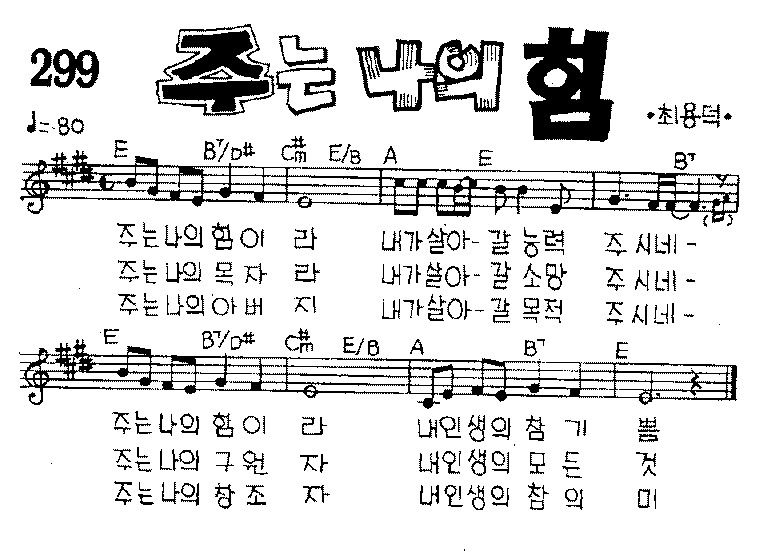 299 주는 나의 힘
•최용덕•
♩= 80
E B7/D# C#m E/B A E B7
주는나의 힘이 라 내가살아- 갈 능력 주 시네-
주는나의 목자 라 내가살아- 갈 소망 주 시네-
주는나의 아버 지 내가살아- 갈 목적 주 시네-
E B7/D# C#m E/B A B7 E
주는나의 힘이 라 내인생의 참 기 쁨
주는나의 구원 자 내인생의 모 든 것
주는나의 창조 자 내인생의 참 의 미